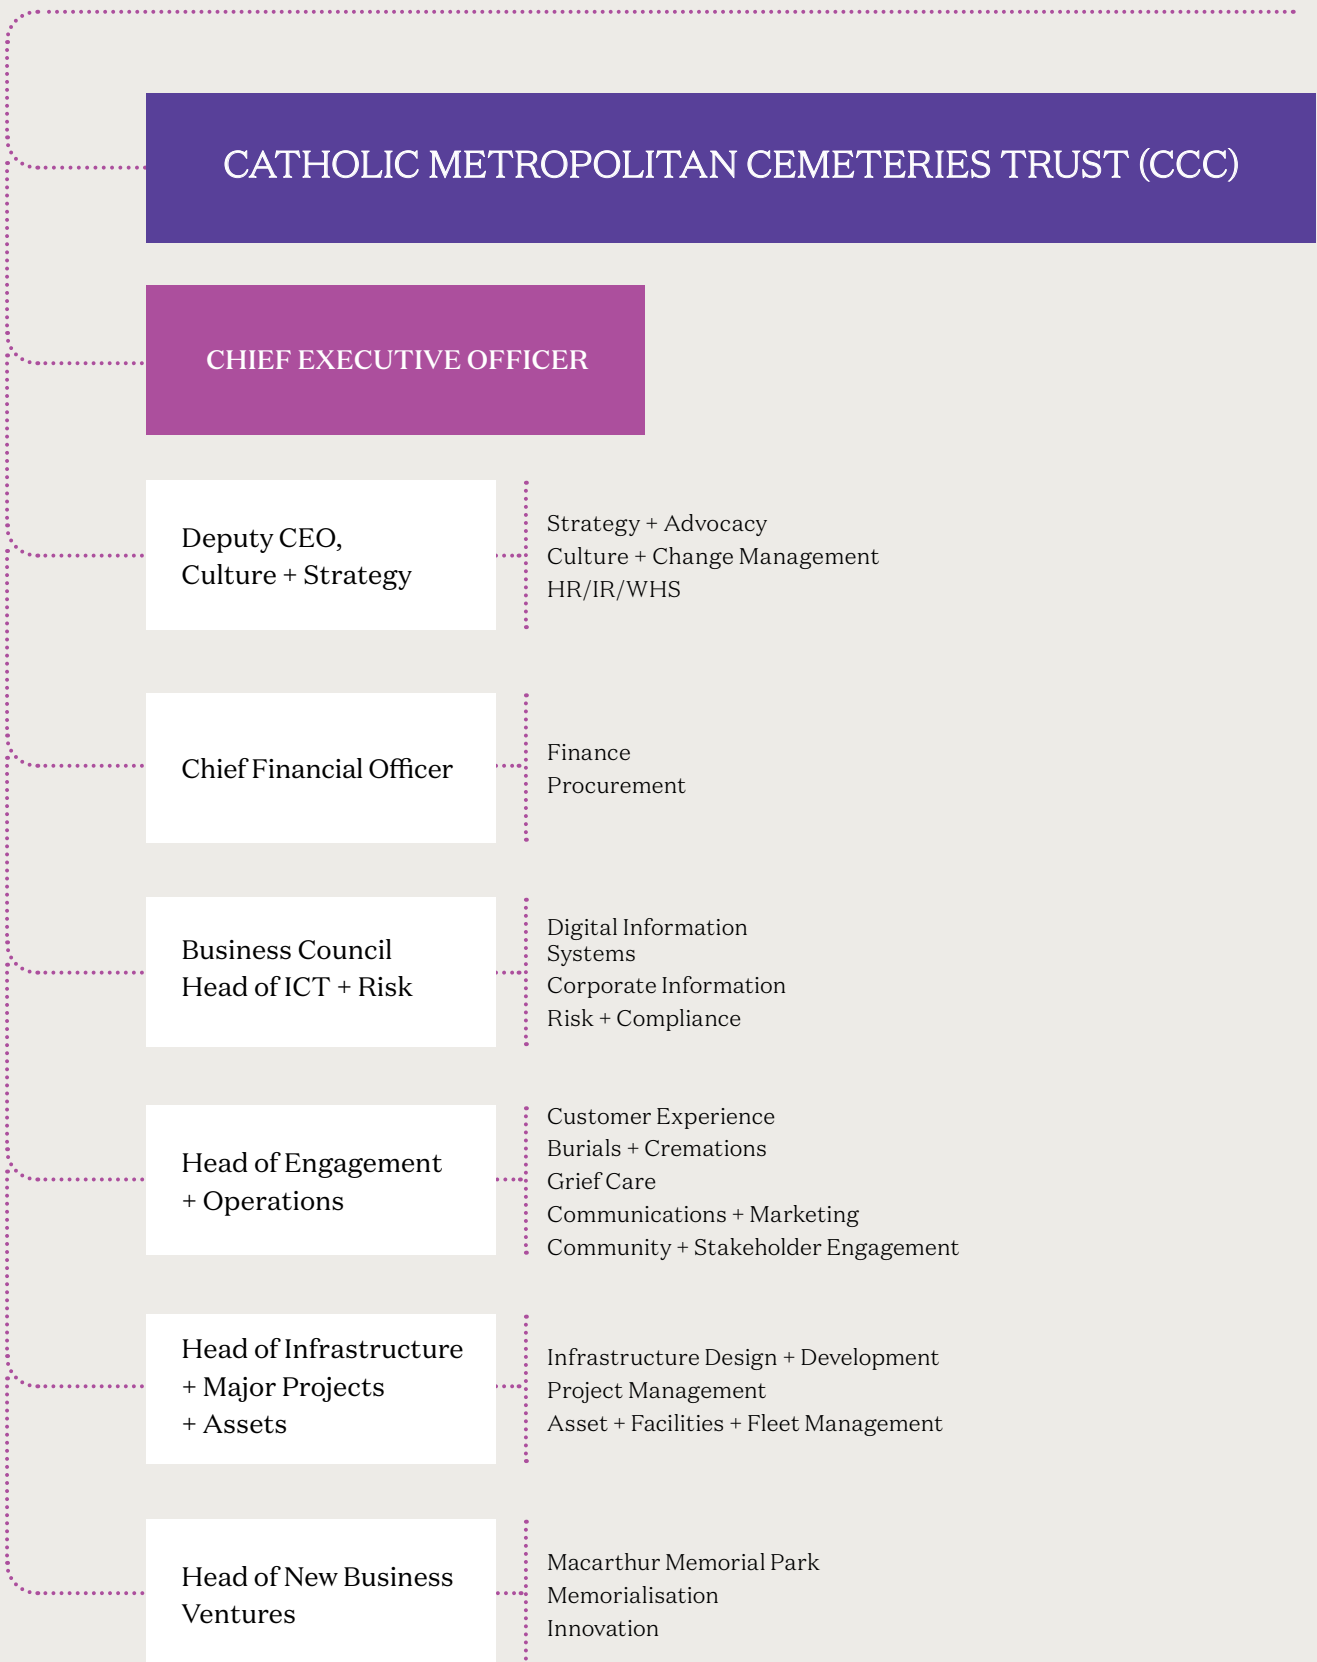 CATHOLIC METROPOLITAN CEMETERIES TRUST (CCC)
CHIEF EXECUTIVE OFFICER
Deputy CEO,
Culture + Strategy
Strategy + Advocacy
Culture + Change Management
HR/IR/WHS
Chief Financial Officer
Finance
Procurement
Business Council
Head of ICT + Risk
Digital Information
Systems
Corporate Information
Risk + Compliance
Head of Engagement
+ Operations
Customer Experience
Burials + Cremations
Grief Care
Communications + Marketing
Community + Stakeholder Engagement
Head of Infrastructure
+ Major Projects
+ Assets
Infrastructure Design + Development
Project Management
Asset + Facilities + Fleet Management
Head of New Business
Ventures
Macarthur Memorial Park
Memorialisation
Innovation